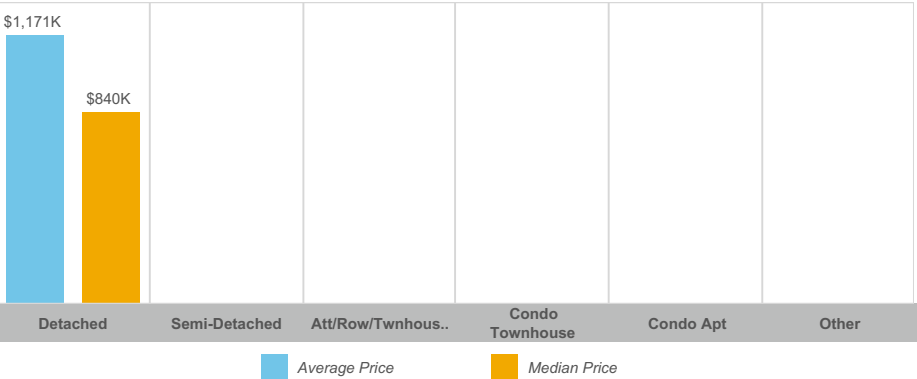 $1,171K
$840K
Detached
Semi-Detached
Att/Row/Twnhous..
Condo
Townhouse
Condo Apt
Other
Average Price
Median Price